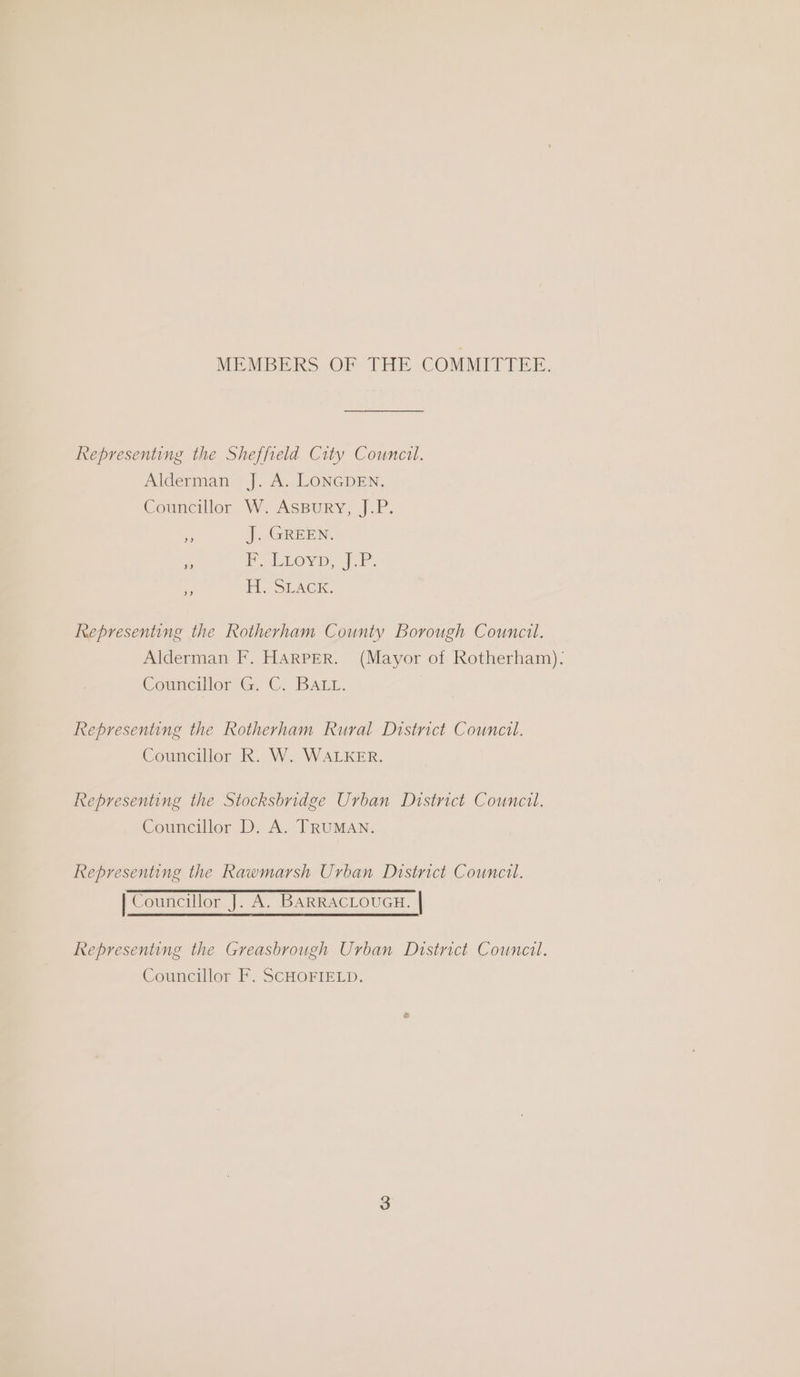 MEMBERS OF THE COMMITTEE.
Representing the Sheffield City Council.
Alderman J. A. LONGDEN.
Councillor W. ASBURY, J.P.
,, J. GREEN.
,, F. LLOYD, J.P.
,, H. SLACK.
Representing the Rotherham County Borough Council.
Alderman F. HARPER. (Mayor of Rotherham).
Councillor G. C. BALL.
Representing the Rotherham Rural District Council.
Councillor R. W. WALKER.
Representing the Stocksbridge Urban District Council.
Councillor D. A. TRUMAN.
Representing the Rawmarsh Urban District Council.
Councillor J. A. BARRACLOUGH.
Representing the Greasbrough Urban District Council.
Councillor F. SCHOFIELD.
3